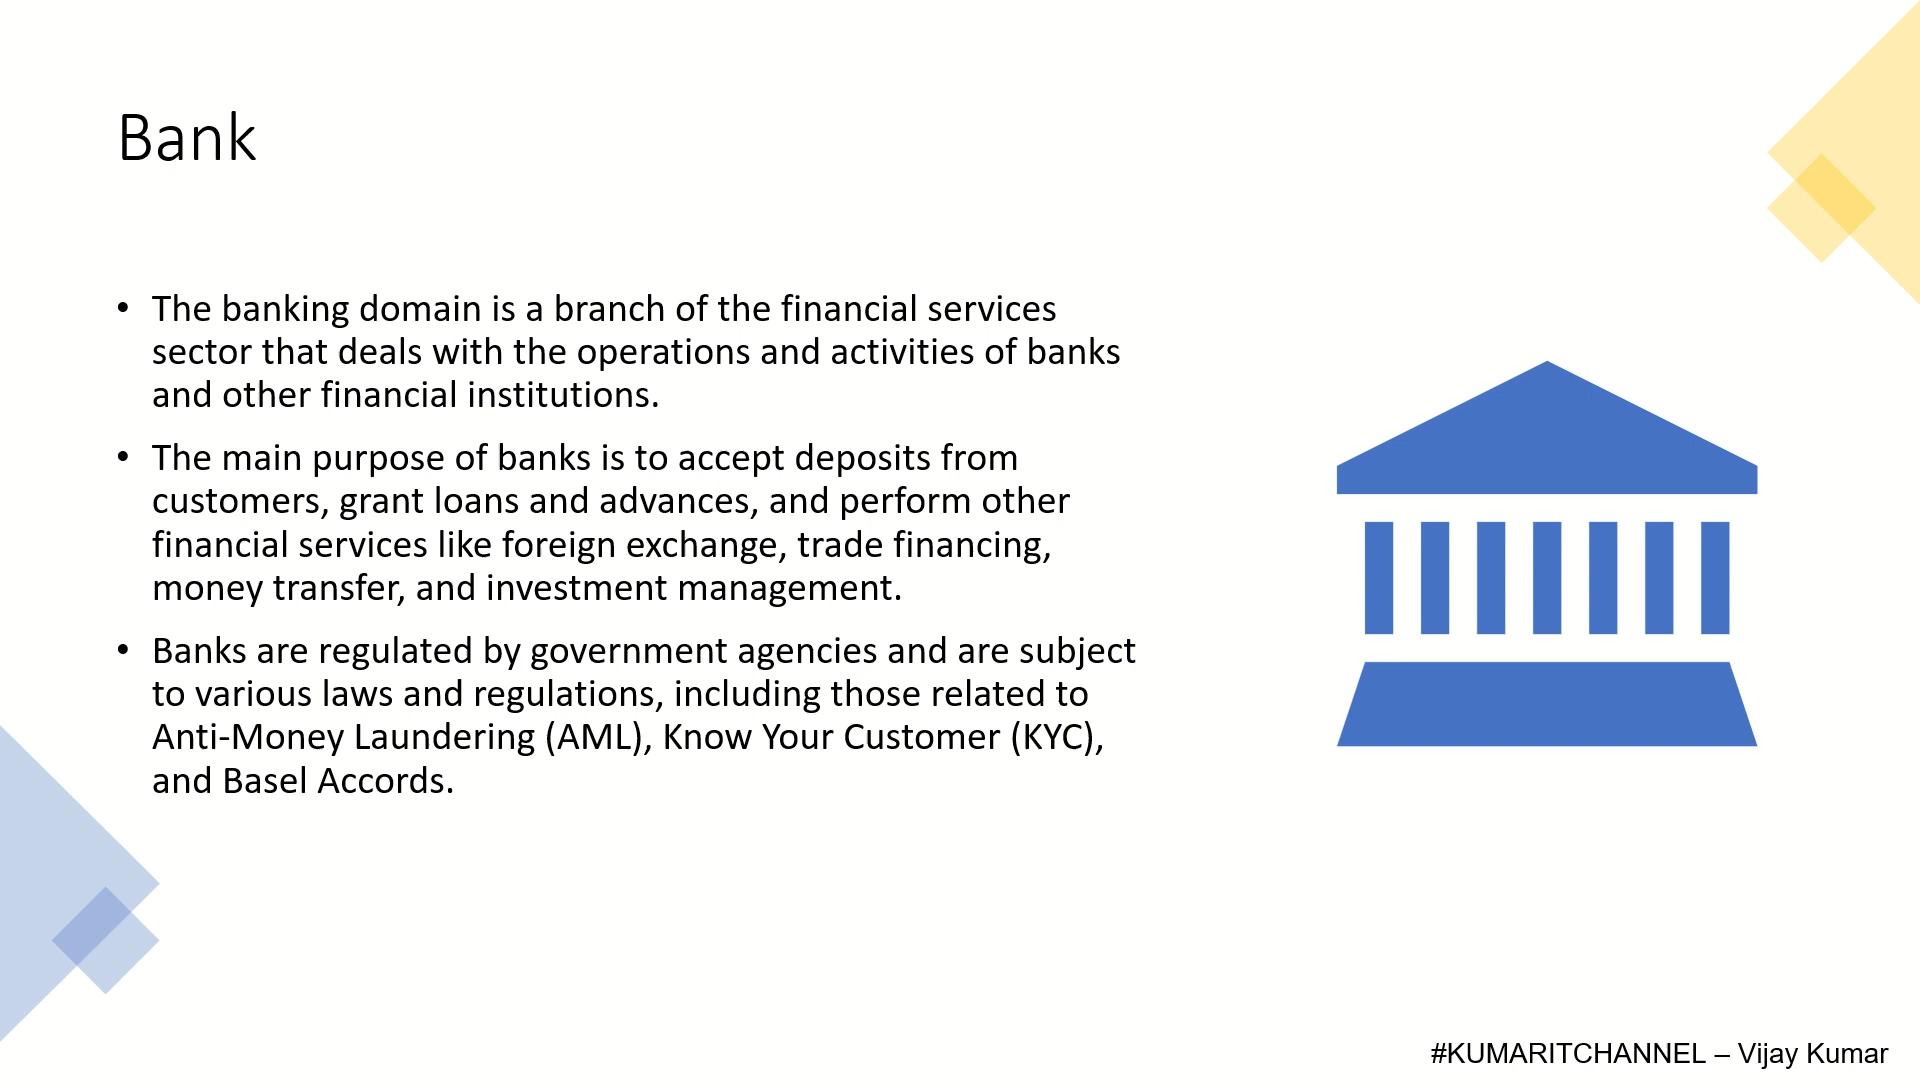 Bank
• The banking domain is a branch of the financial services
sector that deals with the operations and activities of banks
and other financial institutions.
• The main purpose of banks is to accept deposits from
customers, grant loans and advances, and perform other
financial services like foreign exchange, trade financing,
money transfer, and investment management.
• Banks are regulated by government agencies and are subject
to various laws and regulations, including those related to
Anti-Money Laundering (AML), Know Your Customer (KYC),
and Basel Accords.
#KUMARITCHANNEL – Vijay Kumar